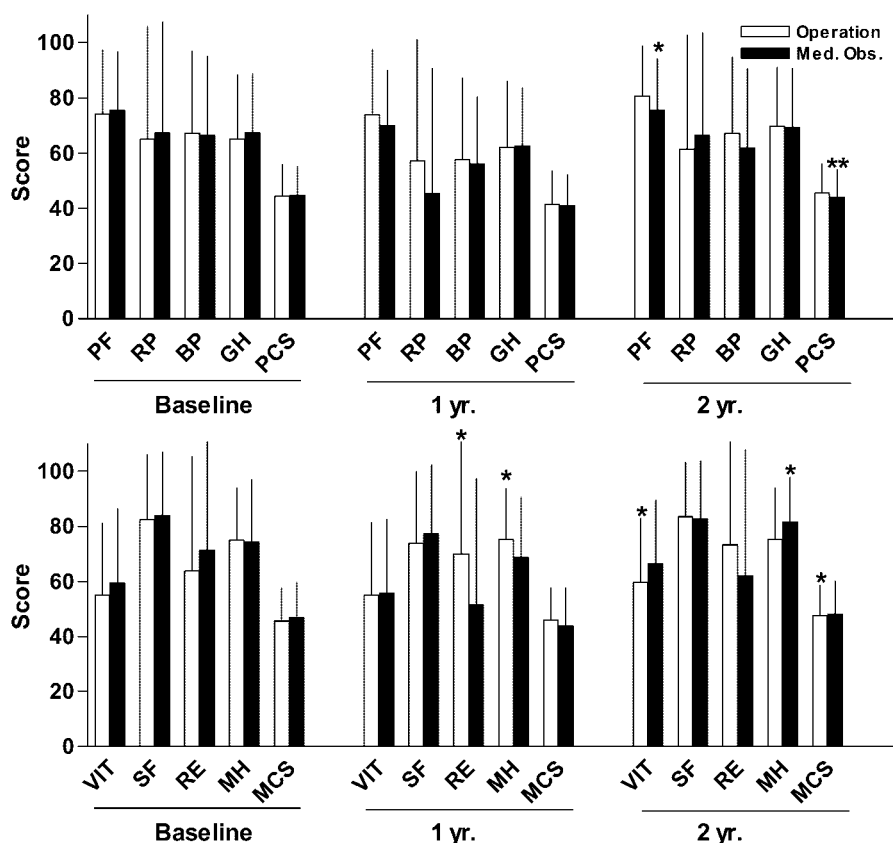 Operation
Med. Obs.
* **
100
80
60
40
20
0
Score
PF RP BP GH PCS PF RP BP GH PCS PF RP BP GH PCS
Baseline 1 yr. 2 yr.
* * * * *
100
80
60
40
20
0
Score
VIT SF RE MH MCS VIT SF RE MH MCS VIT SF RE MH MCS
Baseline 1 yr. 2 yr.